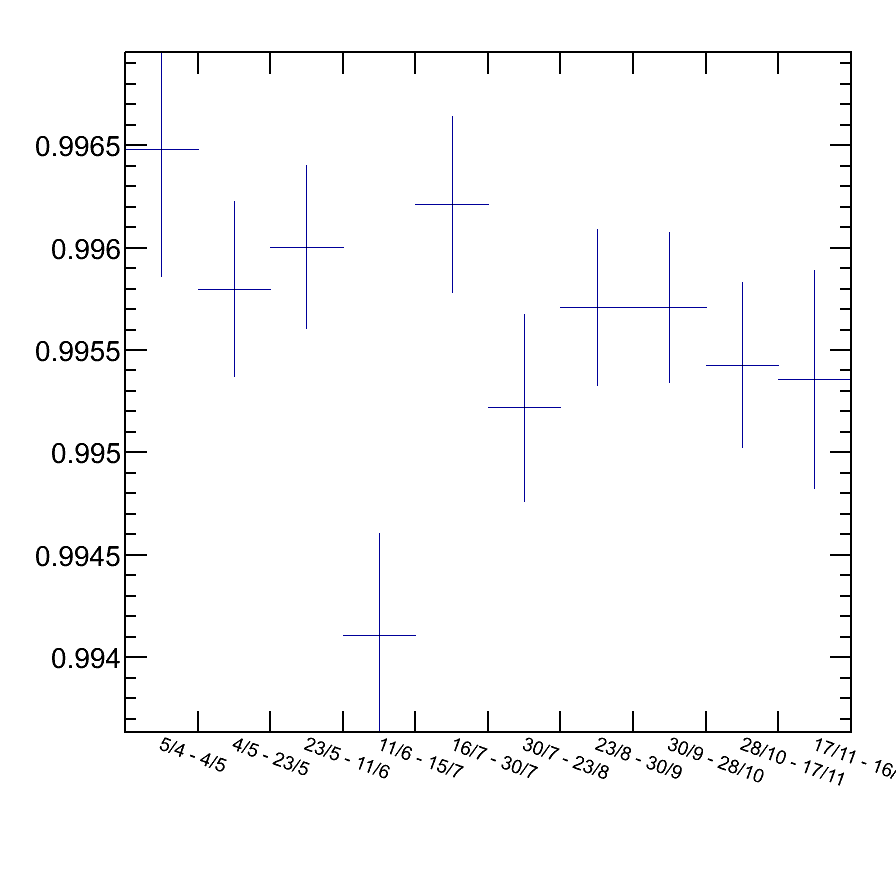 0.9965
0.996
0.9955
0.995
0.9945
0.994
5/4 - 4/5
4/5 - 23/5
23/5 - 11/6
11/6 - 15/7
16/7 - 30/7
30/7 - 23/8
23/8 - 30/9
30/9 - 28/10
28/10 - 17/11
17/11 - 16/